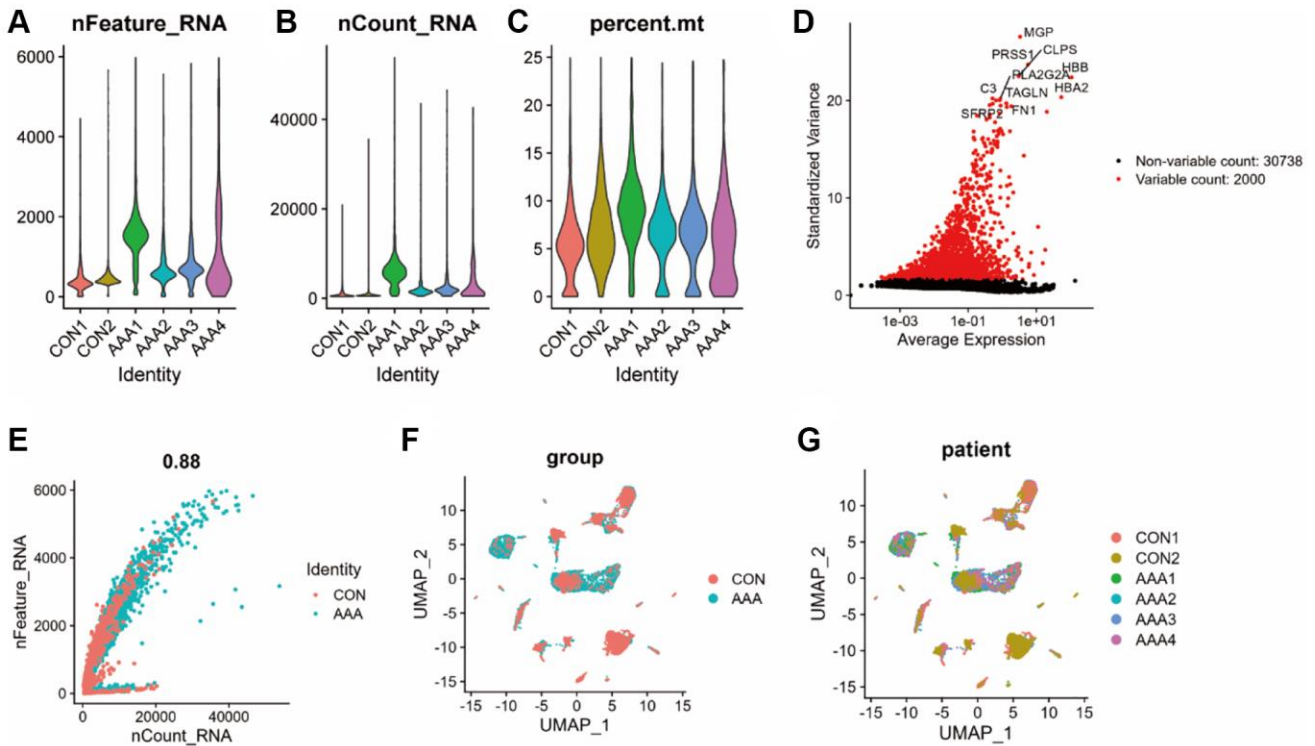 A
nFeature_RNA
6000
4000
2000
0
CON1
CON2
AAA1
AAA2
AAA3
AAA4
Identity
B
nCount_RNA
40000
20000
0
CON1
CON2
AAA1
AAA2
AAA3
AAA4
Identity
C
percent.mt
25
20
15
10
5
0
CON1
CON2
AAA1
AAA2
AAA3
AAA4
Identity
D
Standardized Variance
20
10
0
MGP
PRSS1
CLPS
PLA2G2A
HBB
C3
TAGLN
HBA2
SFRP2
FN1
1e-03
1e-01
1e+01
Average Expression
Non-variable count: 30738
Variable count: 2000
E
0.88
nFeature_RNA
6000
4000
2000
0
0
20000
40000
nCount_RNA
Identity
CON
AAA
F
group
UMAP_2
10
5
0
-5
-10
-15
-15
-10
-5
0
5
10
15
UMAP_1
CON
AAA
G
patient
UMAP_2
10
5
0
-5
-10
-15
-15
-10
-5
0
5
10
15
UMAP_1
CON1
CON2
AAA1
AAA2
AAA3
AAA4